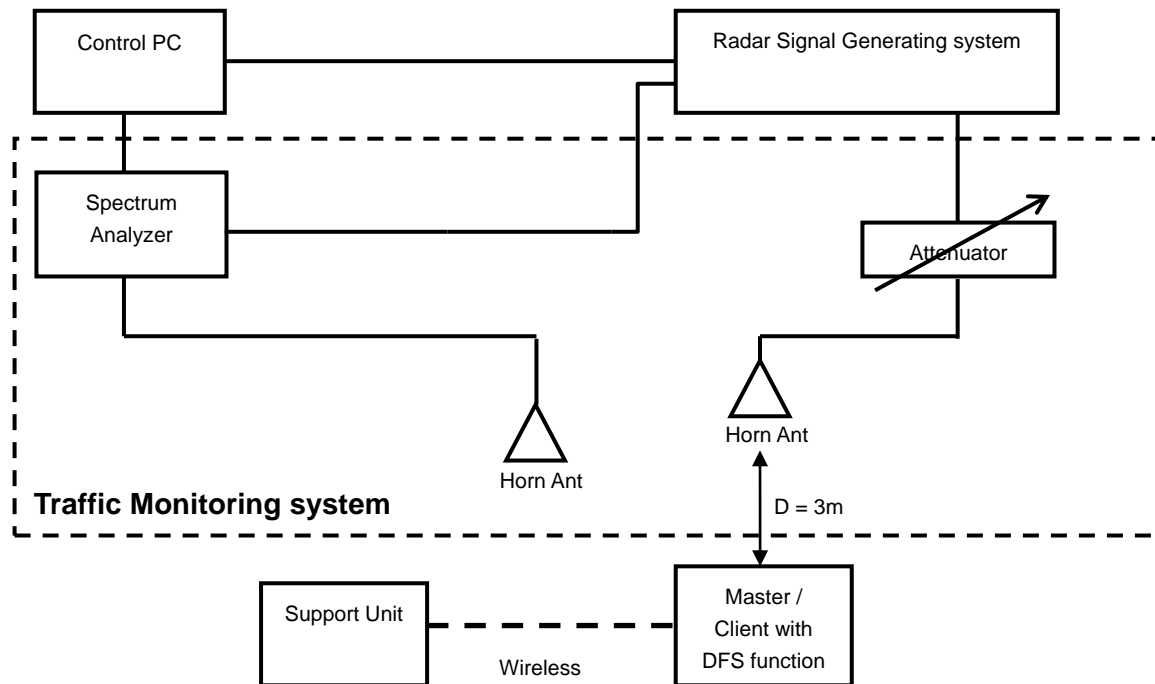 Control PC
Radar Signal Generating system
Spectrum
Analyzer
Attenuator
Horn Ant
Horn Ant
Traffic Monitoring system
D = 3m
Support Unit
Wireless
Master /
Client with
DFS function